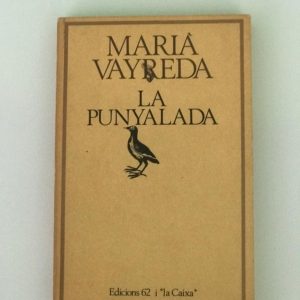 MARIÀ
VAYREDA
LA
PUNYALADA
Edicions 62 i "la Caixa"